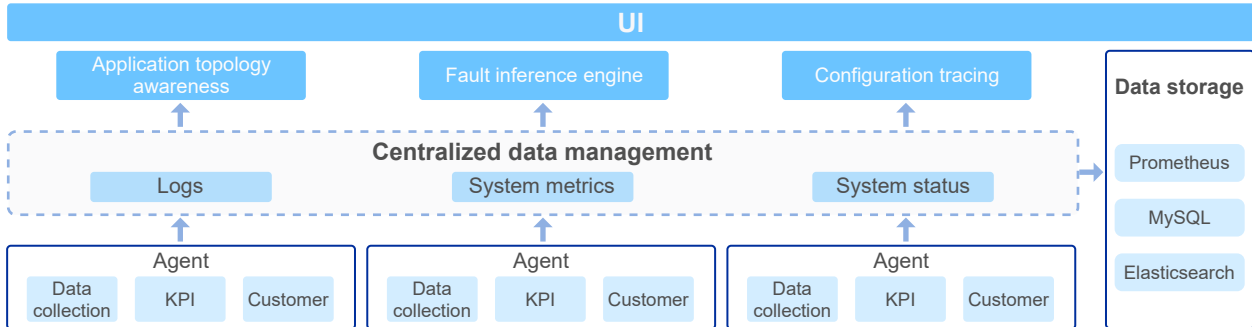 UI
Application topology
awareness
Fault inference engine
Configuration tracing
Centralized data management
Logs
System metrics
System status
Agent
Data
collection
KPI
Customer
Agent
Data
collection
KPI
Customer
Agent
Data
collection
KPI
Customer
Data storage
Prometheus
MySQL
Elasticsearch